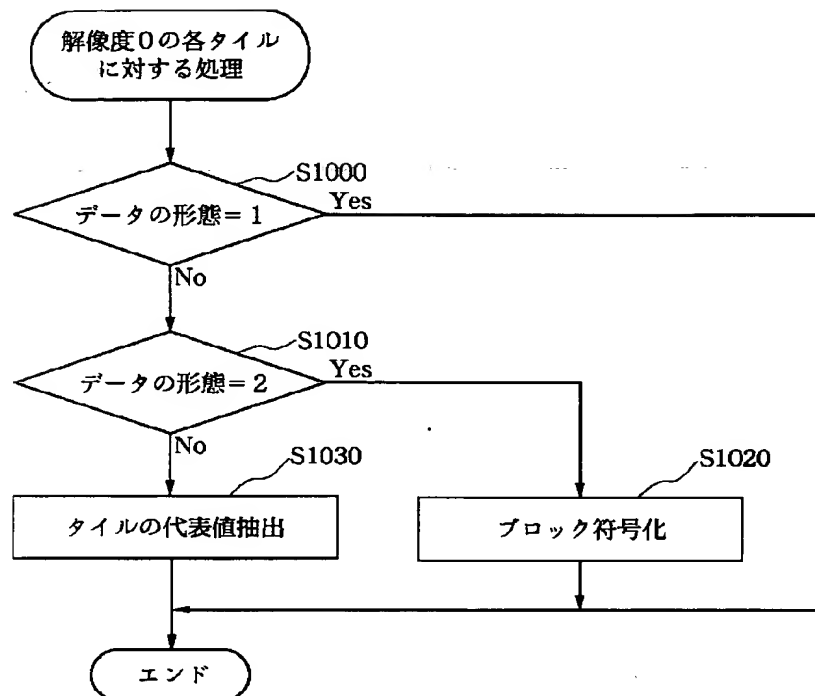 解像度0の各タイル
に対する処理
S1000
データの形態=1
Yes
No
S1010
データの形態=2
Yes
No
S1030
タイルの代表値抽出
S1020
ブロック符号化
エンド